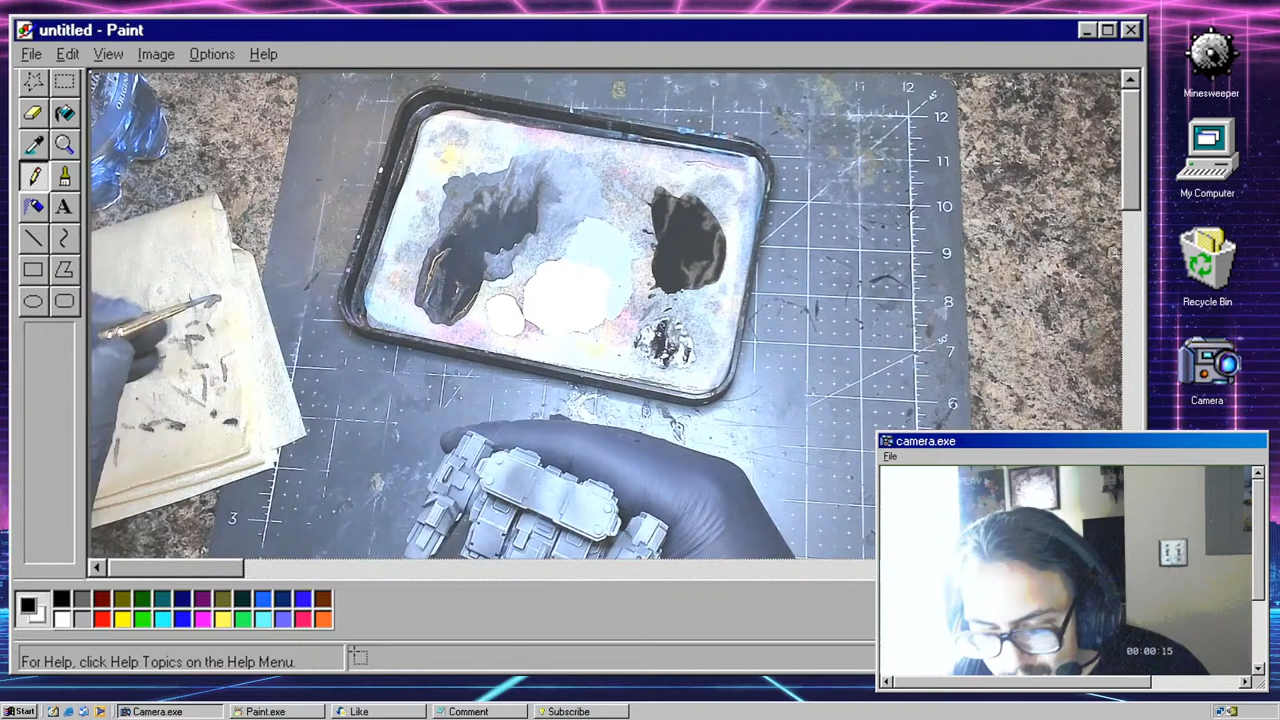 untitled - Paint
File Edit View Image Options Help
12
11 12
11
10
9
8
7
6
3
Minesweeper
My Computer
Recycle Bin
Camera
camera.exe
File
PLAY
00:00:15
For Help, click Help Topics on the Help Menu.
Start Camera.exe Paint.exe Like Comment Subscribe